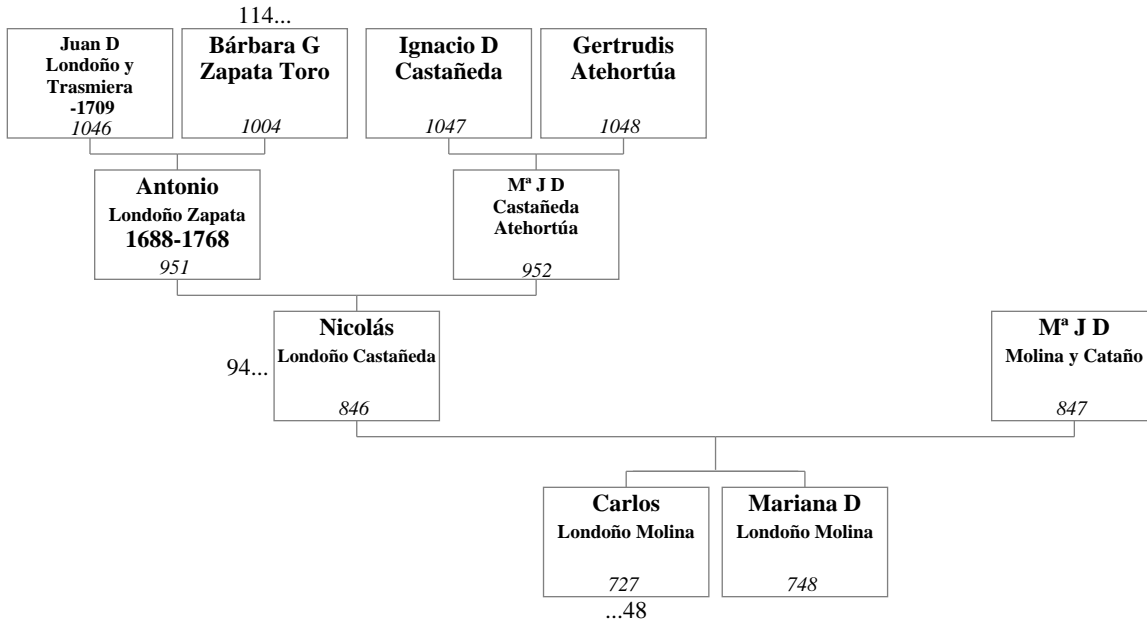 114...
Juan D
Londoño y
Trasmiera
-1709
1046
Bárbara G
Zapata Toro
1004
Ignacio D
Castañeda
1047
Gertrudis
Atehortúa
1048
Antonio
Londoño Zapata
1688-1768
951
Mª J D
Castañeda
Atehortúa
952
94...
Nicolás
Londoño Castañeda
846
Mª J D
Molina y Cataño
847
Carlos
Londoño Molina
727
Mariana D
Londoño Molina
748
...48